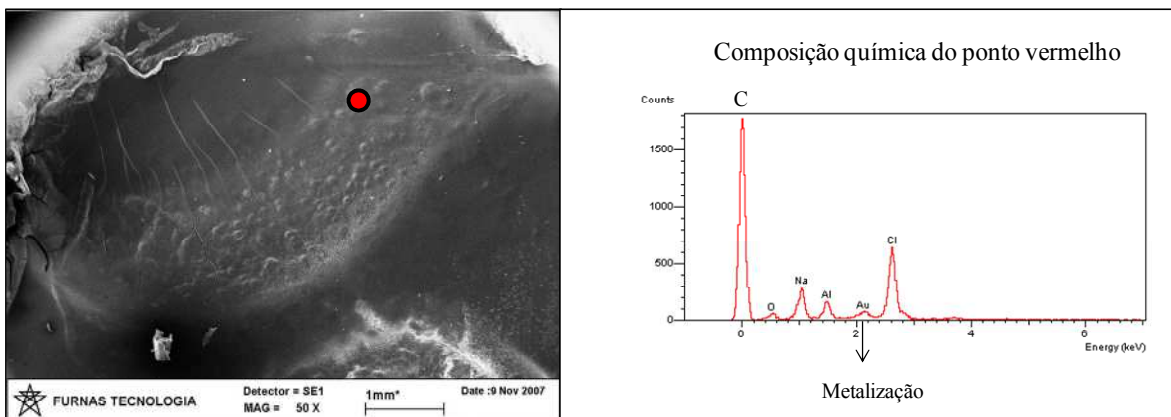 FURNAS TECNOLOGIA
Detector = SE1
MAG = 50 X
1mm*
Date :9 Nov 2007
Composição química do ponto vermelho
Counts
C
1500
1000
500
O
Na
Al
Au
Cl
0
2
4
6
Energy (keV)
Metalização